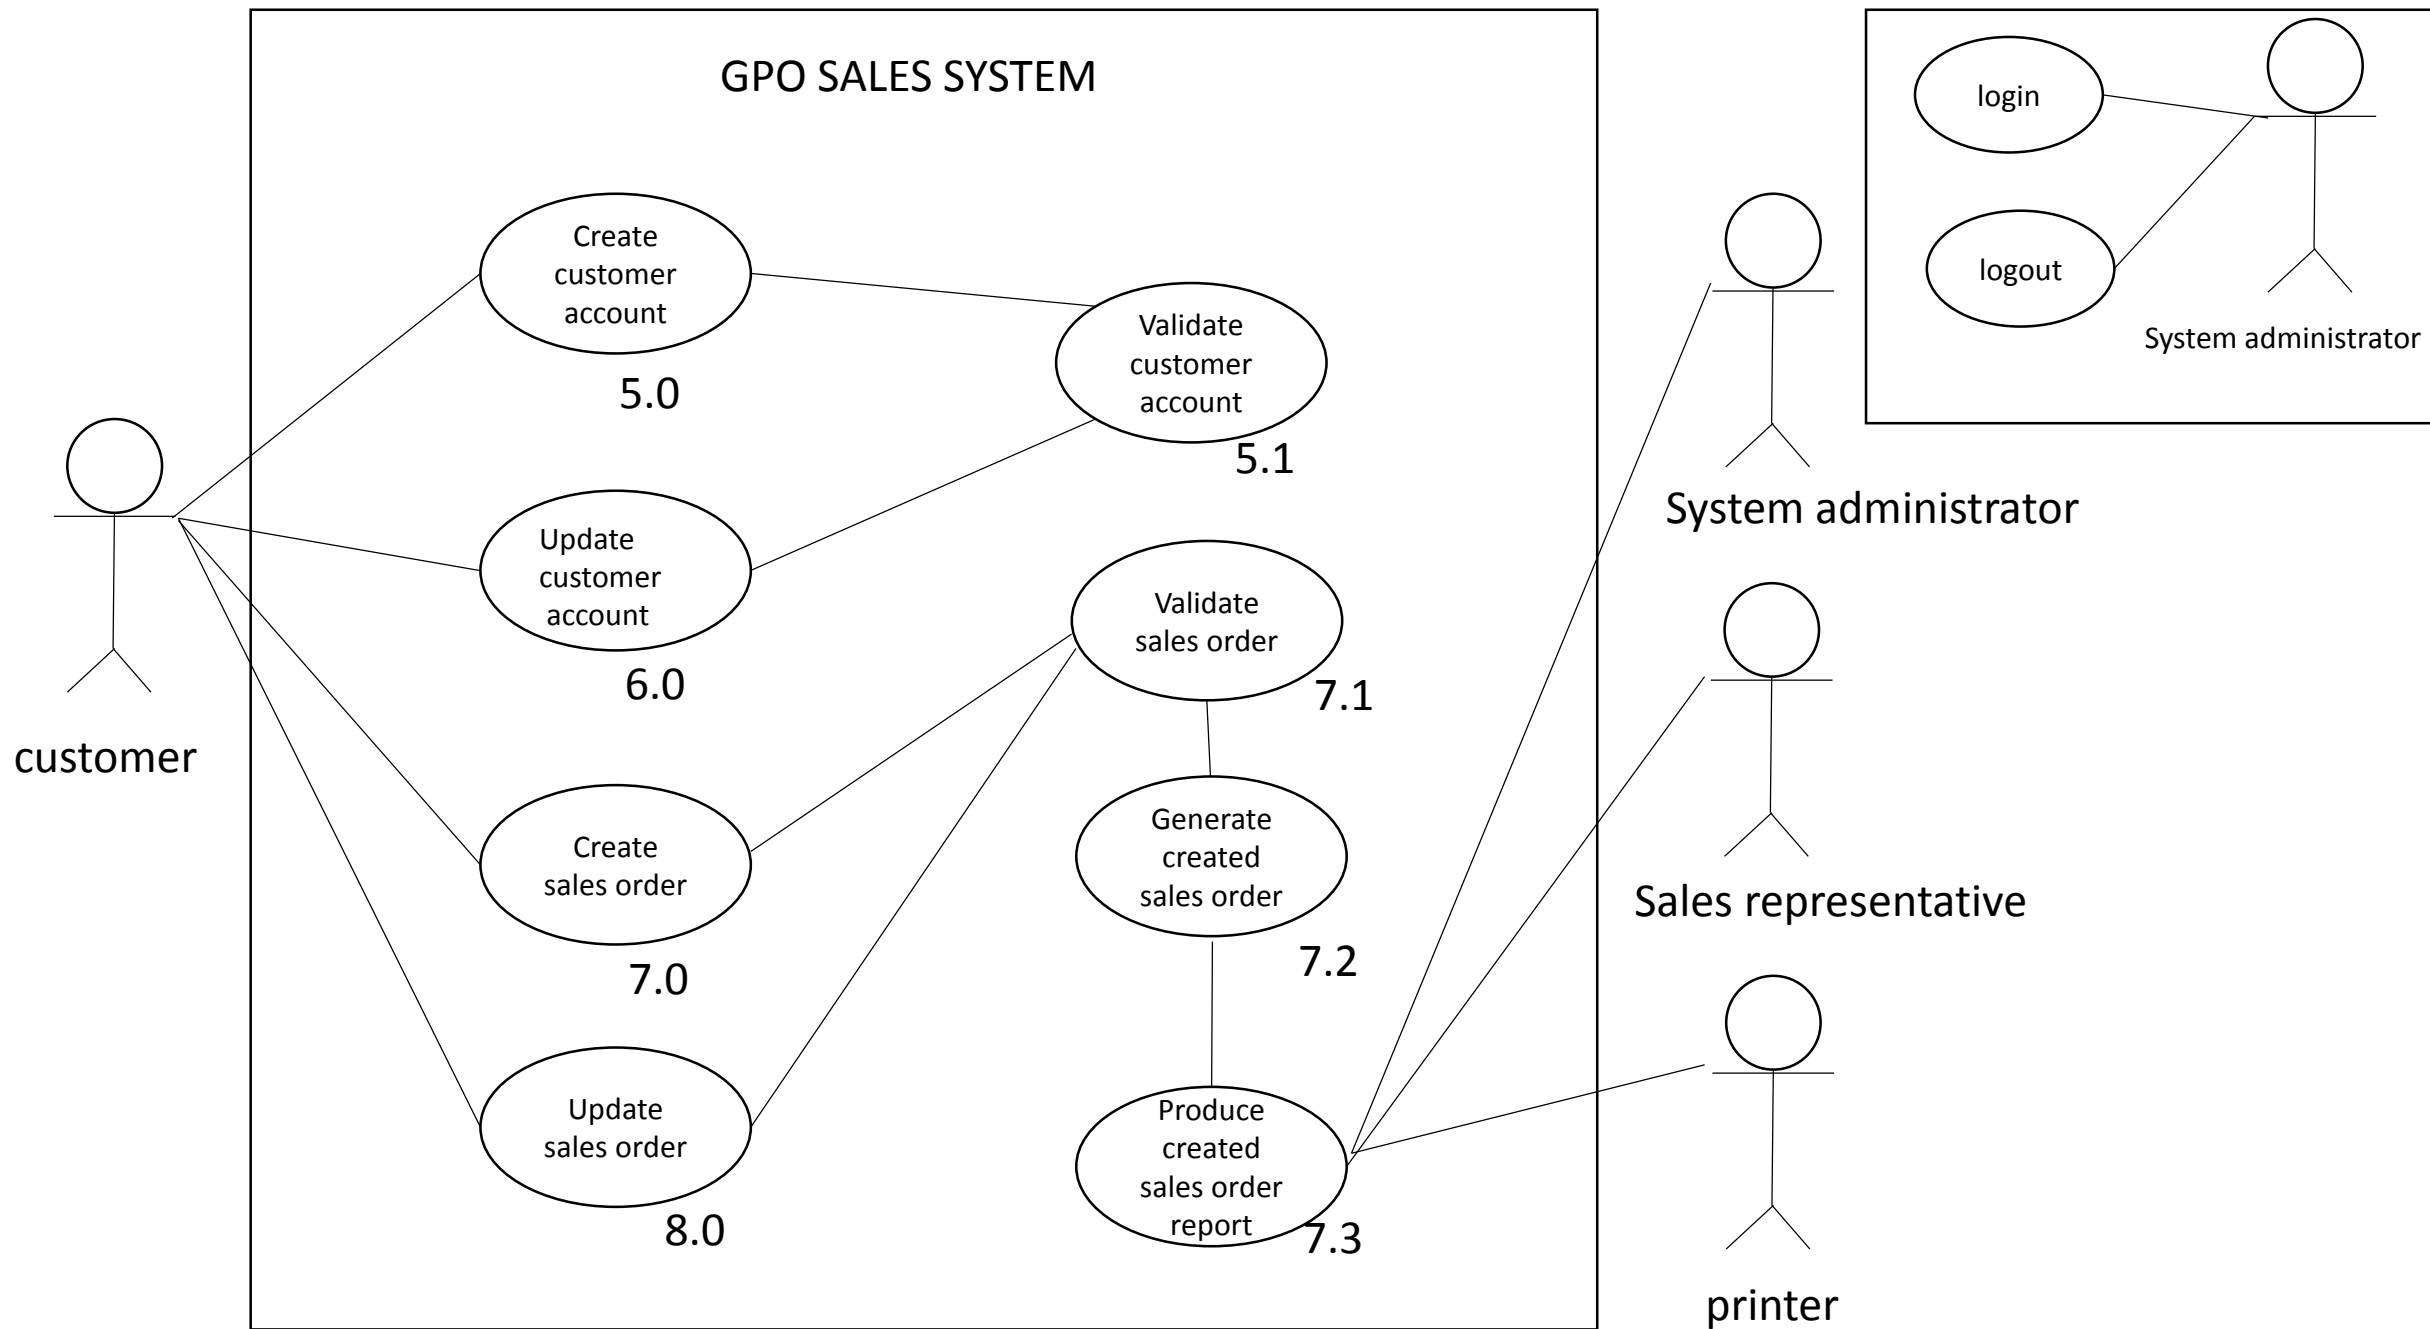 GPO SALES SYSTEM
Create
customer
account
5.0
Validate
customer
account
5.1
Update
customer
account
6.0
Validate
sales order
7.1
Create
sales order
7.0
Generate
created
sales order
7.2
Update
sales order
8.0
Produce
created
sales order
report
7.3
customer
System administrator
Sales representative
printer
login
logout
System administrator